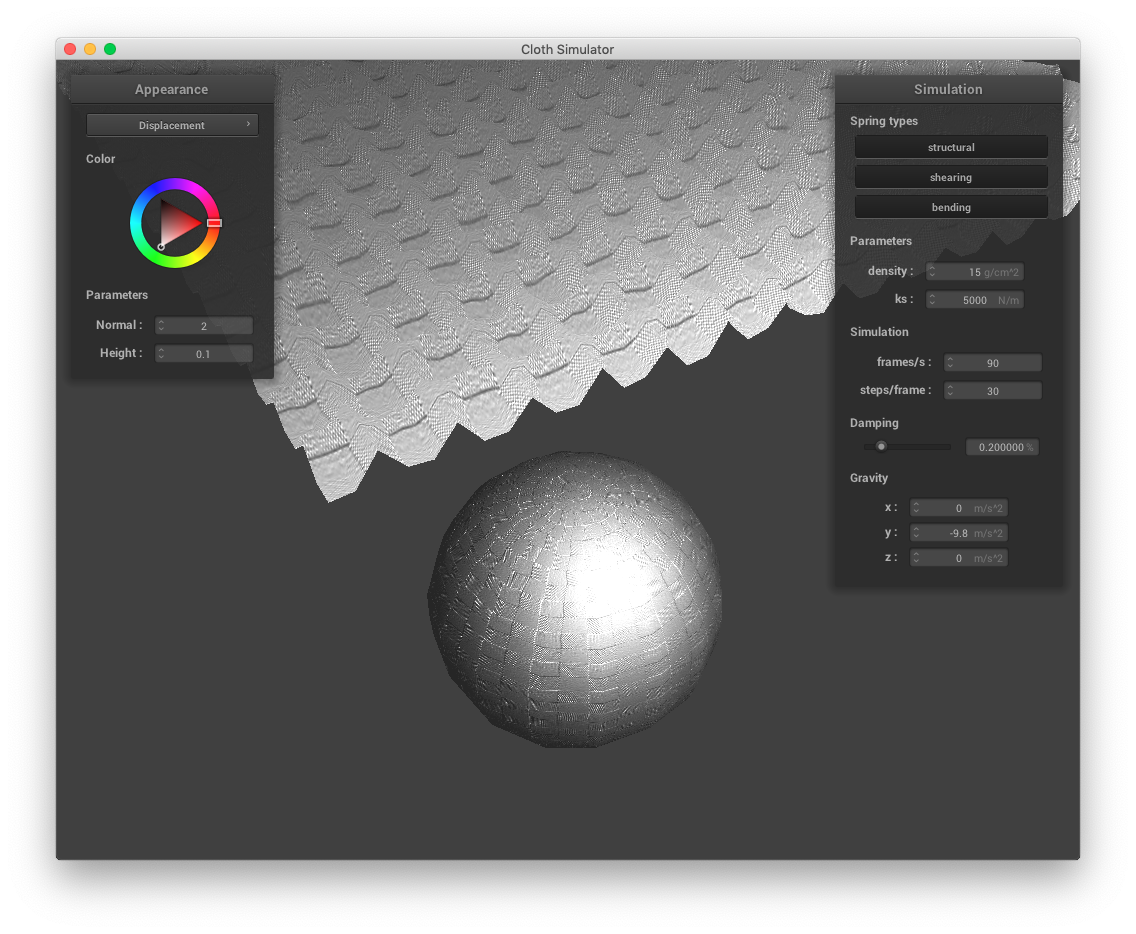 Cloth Simulator
Appearance
Displacement
Color
Parameters
Normal : 2
Height : 0.1
Simulation
Spring types
structural
shearing
bending
Parameters
density : 15 g/cm^2
ks : 5000 N/m
Simulation
frames/s : 90
steps/frame : 30
Damping
0.200000 %
Gravity
x : 0 m/s^2
y : -9.8 m/s^2
z : 0 m/s^2